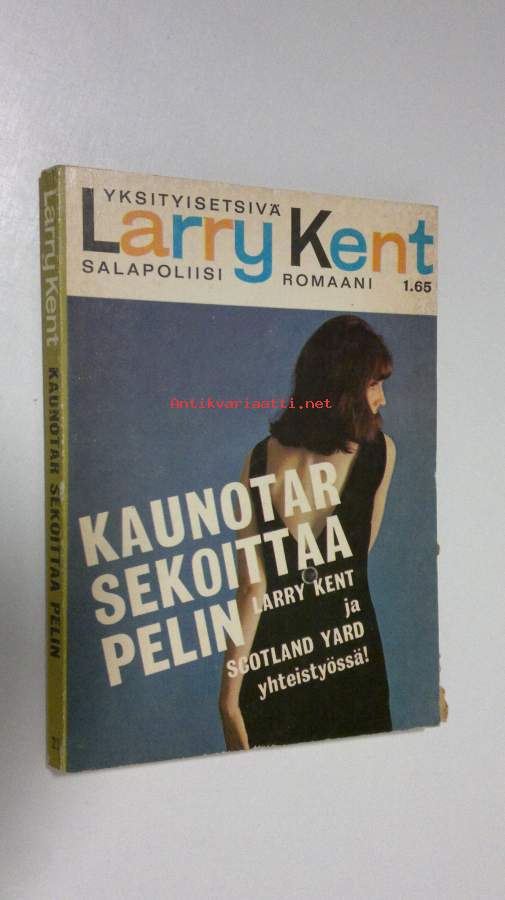 YKSITYISETSIVÄ
Larry Kent
SALAPOLIISI ROMAANI 1.65
Antikvariaatti.net
KAUNOTAR
SEKOITTAA
PELIN
LARRY KENT
ja
SCOTLAND YARD
yhteistyössä!
Larry Kent KAUNOTAR SEKOITTAA PELIN